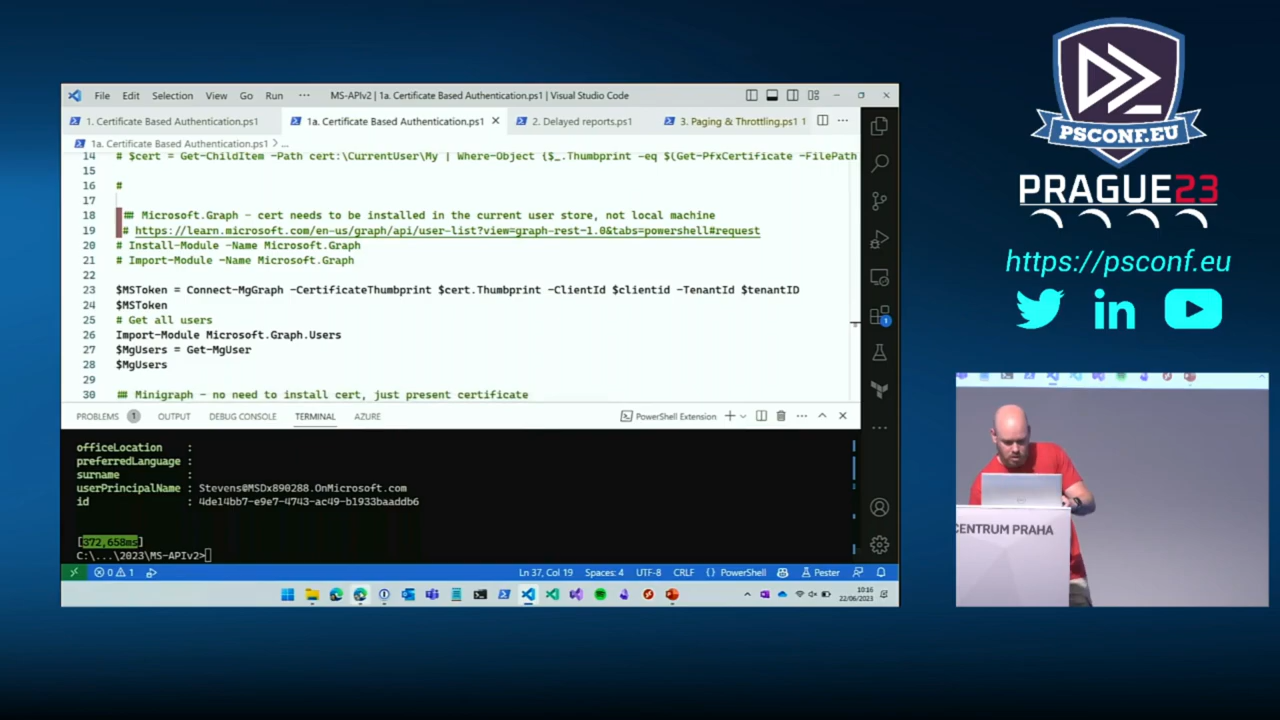 File Edit Selection View Go Run ··· MS-APIv2 | 1a. Certificate Based Authentication.ps1 | Visual Studio Code
1. Certificate Based Authentication.ps1 1a. Certificate Based Authentication.ps1 2. Delayed reports.ps1 3. Paging & Throttling.ps1 1
1a. Certificate Based Authentication.ps1 > ...
14 # $cert = Get-ChildItem -Path cert:\CurrentUser\My | Where-Object {$_.Thumbprint -eq $(Get-PfxCertificate -FilePath
15
16 #
17
18 ## Microsoft.Graph - cert needs to be installed in the current user store, not local machine
19 # https://learn.microsoft.com/en-us/graph/api/user-list?view=graph-rest-1.0&tabs=powershell#request
20 # Install-Module -Name Microsoft.Graph
21 # Import-Module -Name Microsoft.Graph
22
23 $MSToken = Connect-MgGraph -CertificateThumbprint $cert.Thumbprint -ClientId $clientid -TenantId $tenantID
24 $MSToken
25 # Get all users
26 Import-Module Microsoft.Graph.Users
27 $MgUsers = Get-MgUser
28 $MgUsers
29
30 ## Minigraph - no need to install cert, just present certificate
PROBLEMS 1 OUTPUT DEBUG CONSOLE TERMINAL AZURE PowerShell Extension
officeLocation :
preferredLanguage :
surname :
userPrincipalName : Stevens@MSDx890288.OnMicrosoft.com
id : 4de14bb7-e9e7-4743-ac49-b1933baaddb6
[372,658ms]
C:\...\2023\MS-APIv2>
0 1 Ln 37, Col 19 Spaces: 4 UTF-8 CRLF {} PowerShell Pester
10:16
22/06/2023
1
PSCONF.EU
PRAGUE23
https://psconf.eu
in
CENTRUM PRAHA